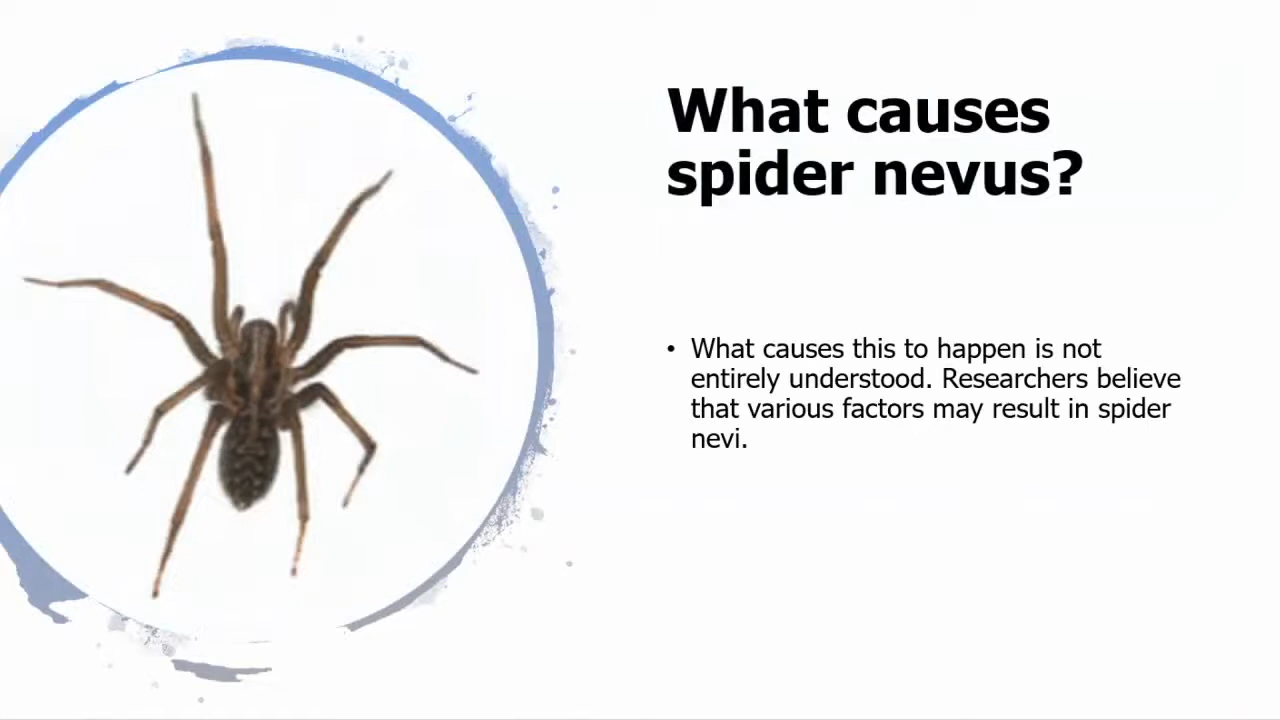 What causes
spider nevus?
• What causes this to happen is not
entirely understood. Researchers believe
that various factors may result in spider
nevi.